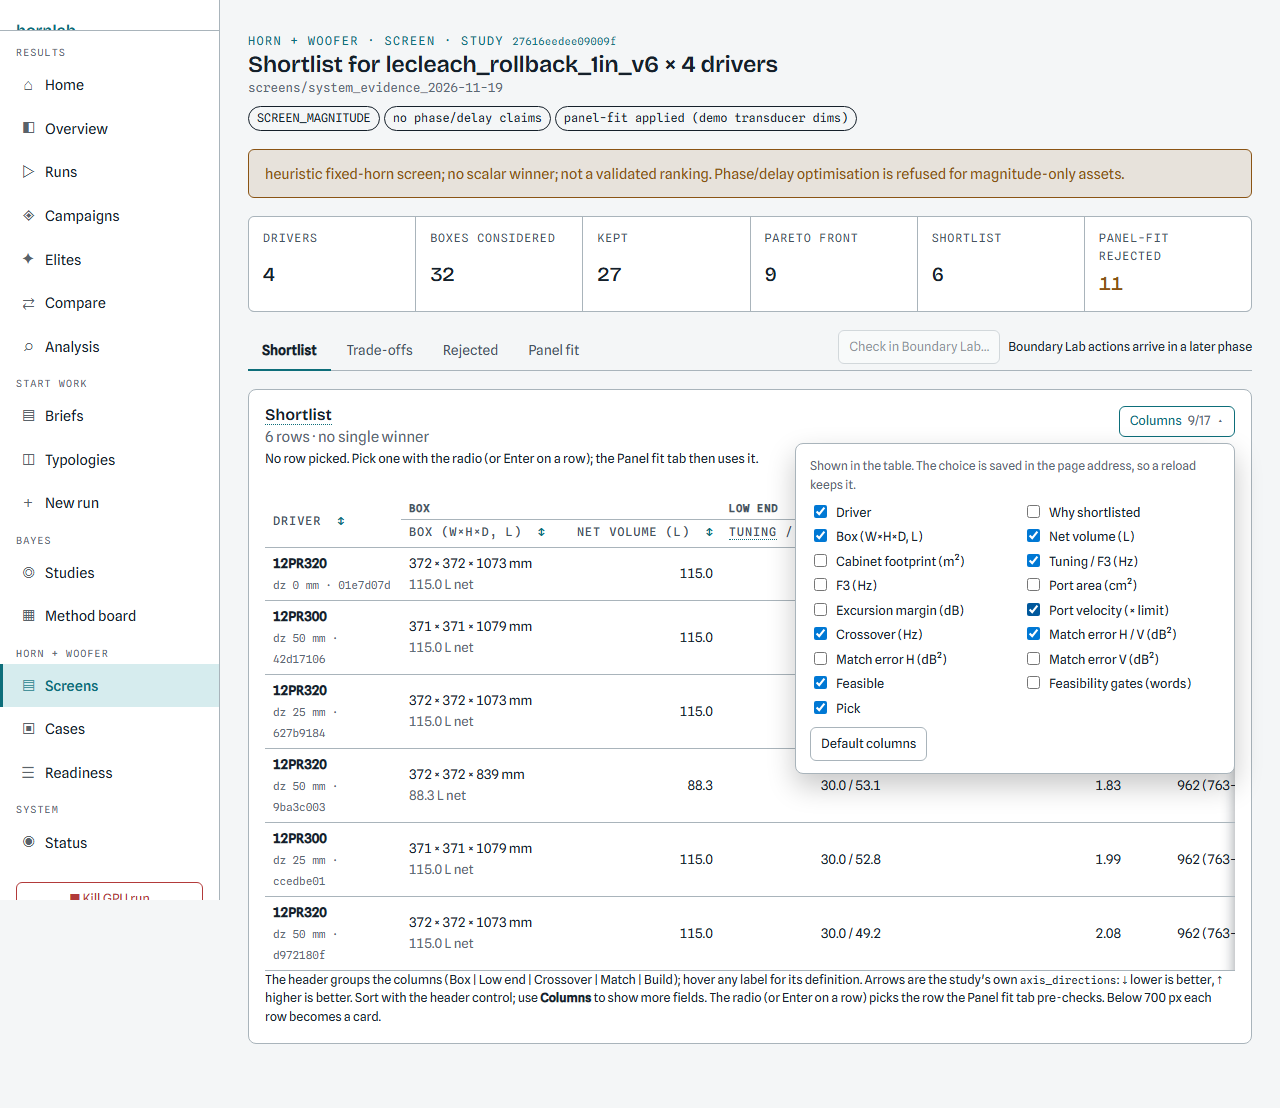 hornlab
RESULTS
Home
Overview
Runs
Campaigns
Elites
Compare
Analysis
START WORK
Briefs
Typologies
New run
BAYES
Studies
Method board
HORN + WOOFER
Screens
Cases
Readiness
SYSTEM
Status
Kill GPU run
HORN + WOOFER · SCREEN · STUDY 27616eedee09009f
Shortlist for lecleach_rollback_1in_v6 × 4 drivers
screens/system_evidence_2026-11-19
SCREEN_MAGNITUDE no phase/delay claims panel-fit applied (demo transducer dims)
heuristic fixed-horn screen; no scalar winner; not a validated ranking. Phase/delay optimisation is refused for magnitude-only assets.
DRIVERS
4
BOXES CONSIDERED
32
KEPT
27
PARETO FRONT
9
SHORTLIST
6
PANEL-FIT
REJECTED
11
Shortlist Trade-offs Rejected Panel fit Check in Boundary Lab... Boundary Lab actions arrive in a later phase
Shortlist
6 rows · no single winner
No row picked. Pick one with the radio (or Enter on a row); the Panel fit tab then uses it.
Columns 9/17
Shown in the table. The choice is saved in the page address, so a reload
keeps it.
Driver
Why shortlisted
Box (W×H×D, L)
Net volume (L)
Cabinet footprint (m²)
Tuning / F3 (Hz)
F3 (Hz)
Port area (cm²)
Excursion margin (dB)
Port velocity (× limit)
Crossover (Hz)
Match error H / V (dB²)
Match error H (dB²)
Match error V (dB²)
Feasible
Feasibility gates (words)
Pick
Default columns
BOX LOW END
DRIVER ↕ BOX (W×H×D, L) ↕ NET VOLUME (L) ↕ TUNING /
12PR320
dz 0 mm · 01e7d07d
372 × 372 × 1073 mm
115.0 L net
115.0
12PR300
dz 50 mm ·
42d17106
371 × 371 × 1079 mm
115.0 L net
115.0
12PR320
dz 25 mm ·
627b9184
372 × 372 × 1073 mm
115.0 L net
115.0
12PR320
dz 50 mm ·
9ba3c003
372 × 372 × 839 mm
88.3 L net
88.3 30.0 / 53.1 1.83 962 (763-
12PR300
dz 25 mm ·
ccedbe01
371 × 371 × 1079 mm
115.0 L net
115.0 30.0 / 52.8 1.99 962 (763-
12PR320
dz 50 mm ·
d972180f
372 × 372 × 1073 mm
115.0 L net
115.0 30.0 / 49.2 2.08 962 (763-
The header groups the columns (Box | Low end | Crossover | Match | Build); hover any label for its definition. Arrows are the study's own axis_directions: ↓ lower is better, ↑
higher is better. Sort with the header control; use Columns to show more fields. The radio (or Enter on a row) picks the row the Panel fit tab pre-checks. Below 700 px each
row becomes a card.